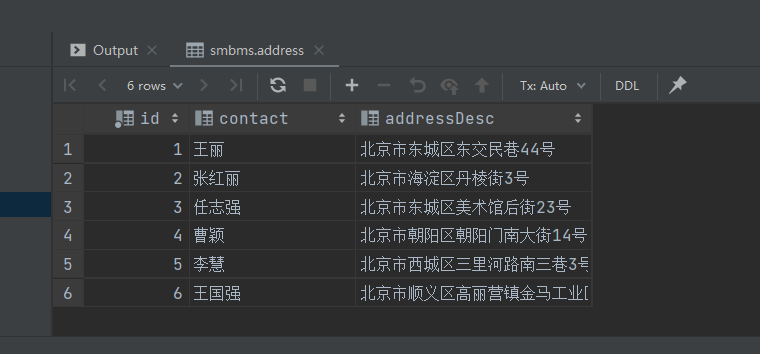 Output
smbms.address
6 rows
Tx: Auto
DDL
id contact addressDesc
1 1 王丽 北京市东城区东交民巷44号
2 2 张红丽 北京市海淀区丹棱街3号
3 3 任志强 北京市东城区美术馆后街23号
4 4 曹颖 北京市朝阳区朝阳门南大街14号
5 5 李慧 北京市西城区三里河路南三巷3号
6 6 王国强 北京市顺义区高丽营镇金马工业